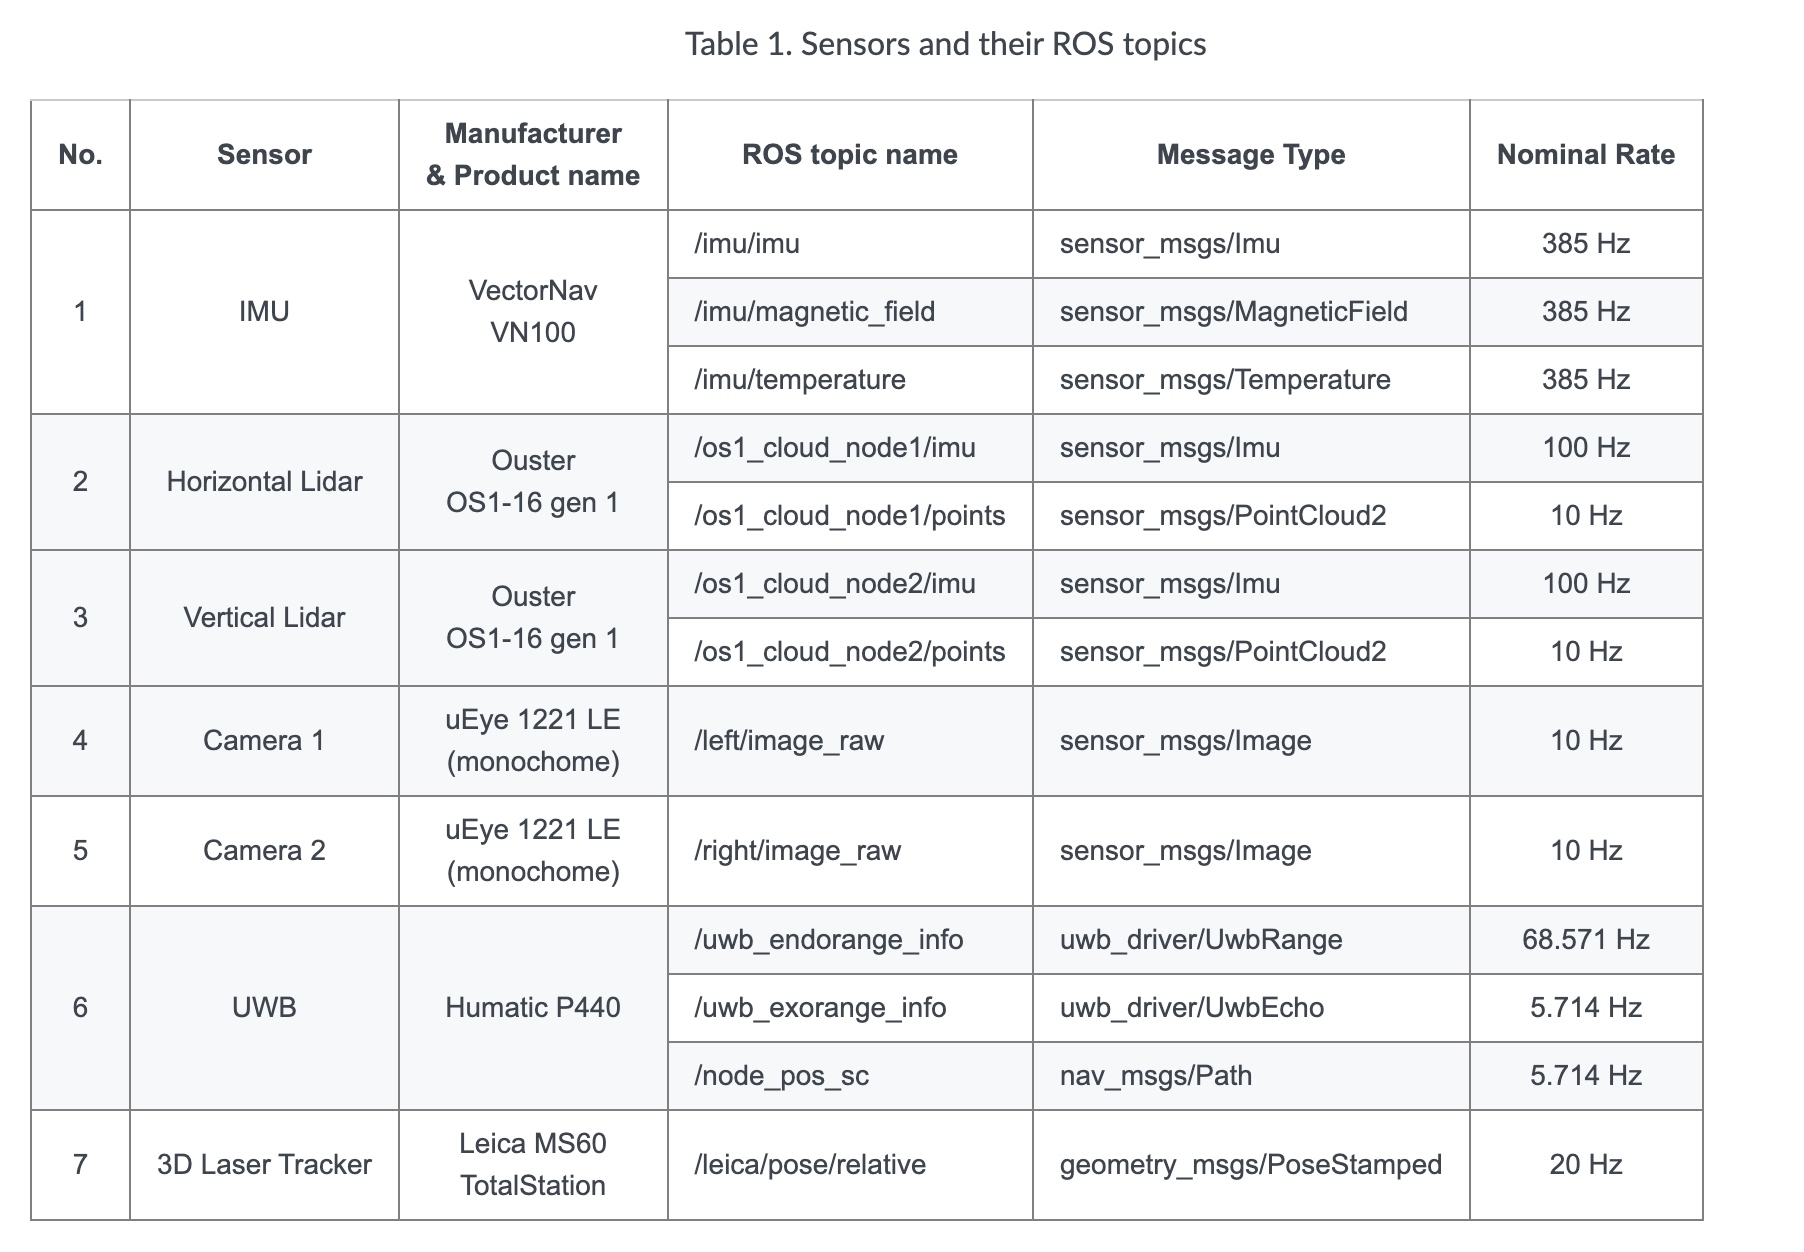 Table 1. Sensors and their ROS topics
No. Sensor Manufacturer & Product name ROS topic name Message Type Nominal Rate
1 IMU VectorNav VN100 /imu/imu sensor_msgs/Imu 385 Hz
/imu/magnetic_field sensor_msgs/MagneticField 385 Hz
/imu/temperature sensor_msgs/Temperature 385 Hz
2 Horizontal Lidar Ouster OS1-16 gen 1 /os1_cloud_node1/imu sensor_msgs/Imu 100 Hz
/os1_cloud_node1/points sensor_msgs/PointCloud2 10 Hz
3 Vertical Lidar Ouster OS1-16 gen 1 /os1_cloud_node2/imu sensor_msgs/Imu 100 Hz
/os1_cloud_node2/points sensor_msgs/PointCloud2 10 Hz
4 Camera 1 uEye 1221 LE (monochome) /left/image_raw sensor_msgs/Image 10 Hz
5 Camera 2 uEye 1221 LE (monochome) /right/image_raw sensor_msgs/Image 10 Hz
6 UWB Humatic P440 /uwb_endorange_info uwb_driver/UwbRange 68.571 Hz
/uwb_exorange_info uwb_driver/UwbEcho 5.714 Hz
/node_pos_sc nav_msgs/Path 5.714 Hz
7 3D Laser Tracker Leica MS60 TotalStation /leica/pose/relative geometry_msgs/PoseStamped 20 Hz